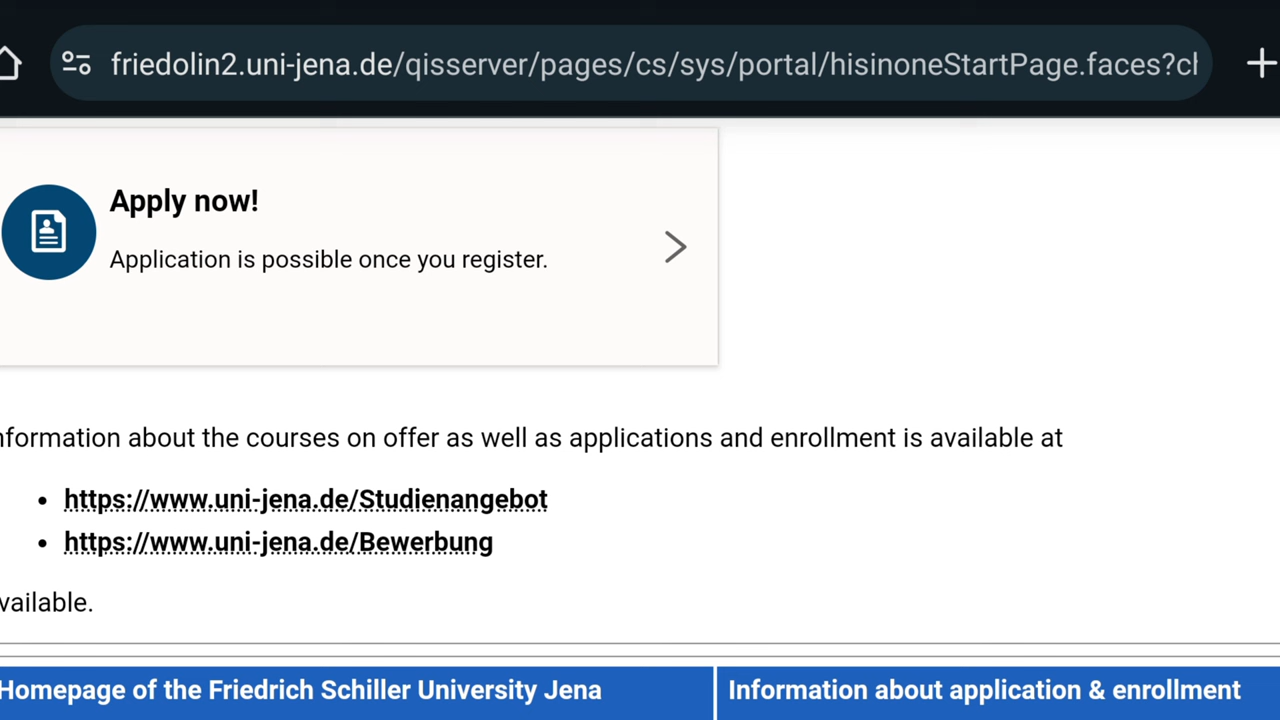 friedolin2.uni-jena.de/qisserver/pages/cs/sys/portal/hisinoneStartPage.faces?cl
Apply now!
Application is possible once you register.
nformation about the courses on offer as well as applications and enrollment is available at
• https://www.uni-jena.de/Studienangebot
• https://www.uni-jena.de/Bewerbung
vailable.
Homepage of the Friedrich Schiller University Jena
Information about application & enrollment